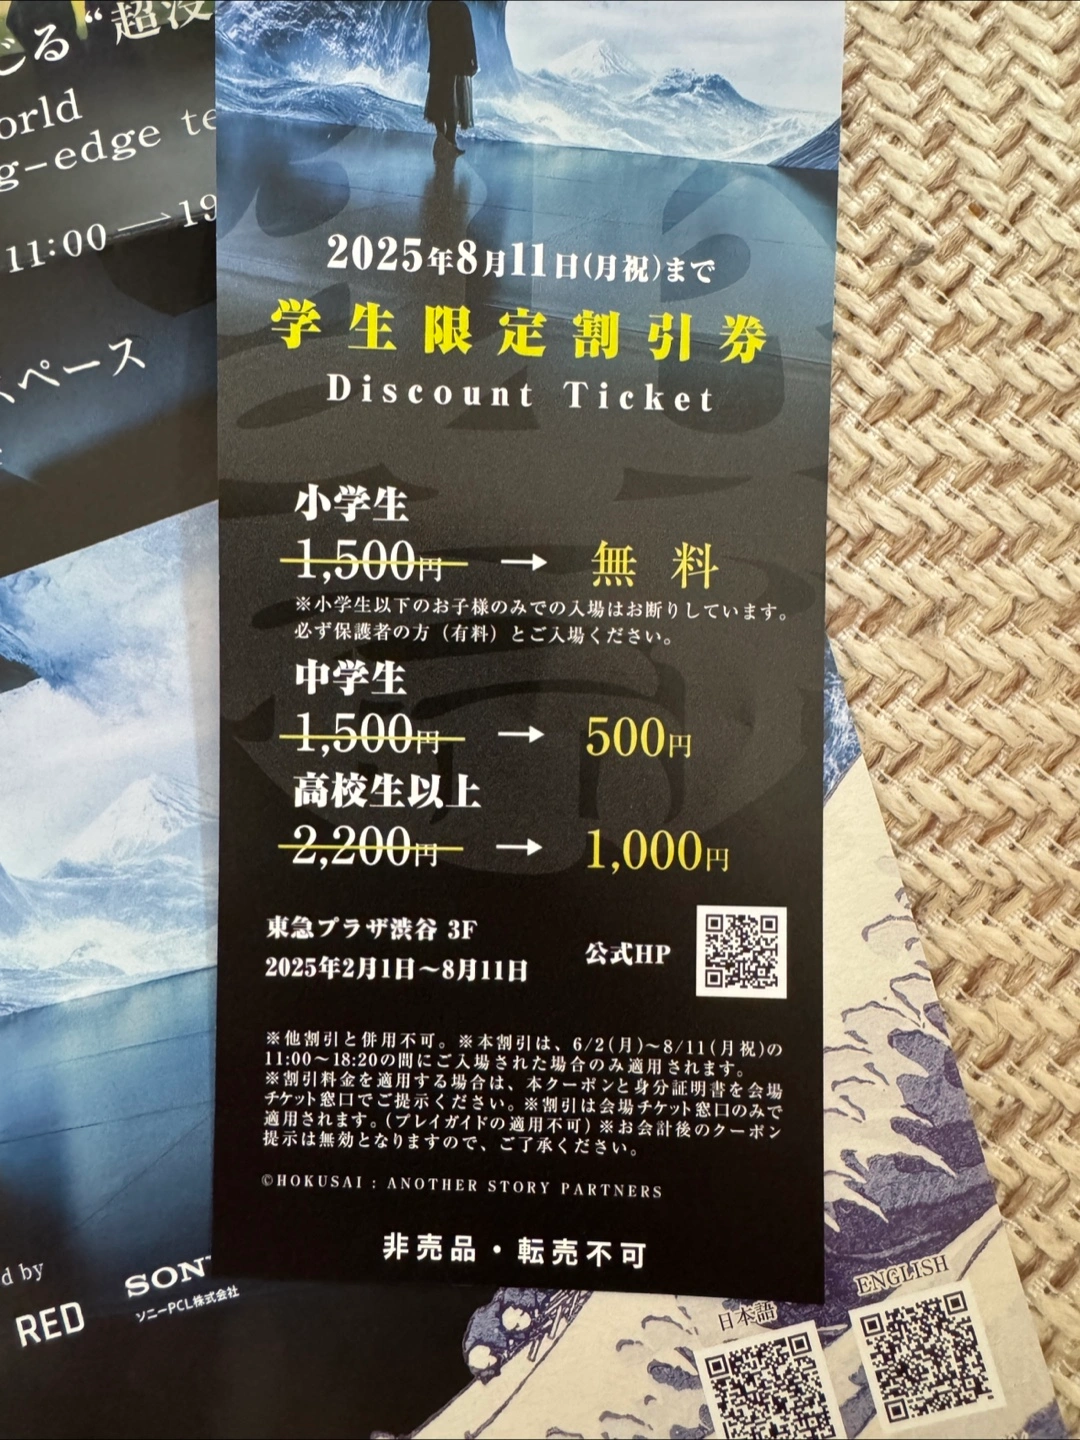 じる“超没
orld
g-edge te
11:00—19
スペース
2025年8月11日(月祝)まで
学生限定割引券
Discount Ticket
小学生
1,500円 → 無料
※小学生以下のお子様のみでの入場はお断りしています。
必ず保護者の方（有料）とご入場ください。
中学生
1,500円 → 500円
高校生以上
2,200円 → 1,000円
東急プラザ渋谷 3F
2025年2月1日〜8月11日
公式HP
※他割引と併用不可。※本割引は、6/2(月)〜8/11(月祝)の
11:00〜18:20の間にご入場された場合のみ適用されます。
※割引料金を適用する場合は、本クーポンと身分証明書を会場
チケット窓口でご提示ください。※割引は会場チケット窓口のみで
適用されます。(プレイガイドの適用不可) ※お会計後のクーポン
提示は無効となりますので、ご了承ください。
©HOKUSAI : ANOTHER STORY PARTNERS
非売品・転売不可
d by
RED
SONY
ソニーPCL株式会社
日本語
ENGLISH